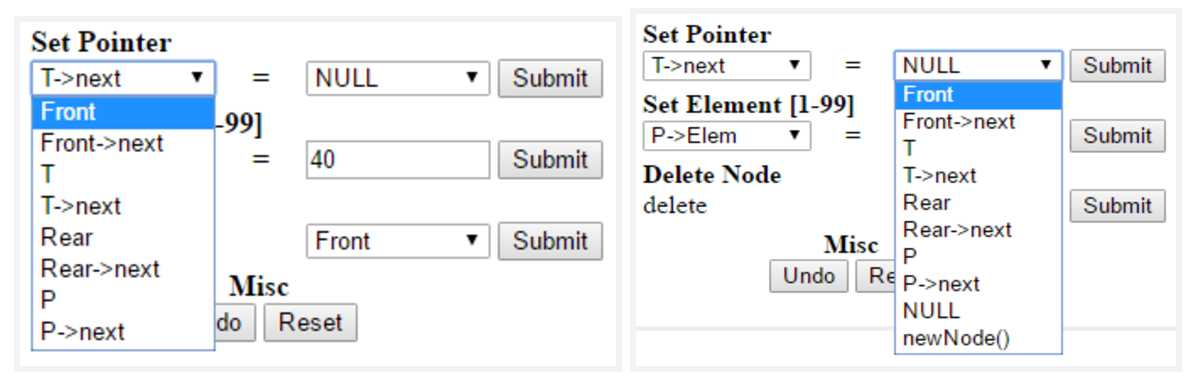 Set Pointer
T->next = NULL Submit
Front
-99]
Front->next
= 40 Submit
T
T->next
Rear Front Submit
Rear->next
Misc
P
do Reset
P->next
Set Pointer
T->next = NULL Submit
Front
Set Element [1-99]
Front->next
P->Elem = Submit
T
Delete Node
T->next
delete
Rear Submit
Rear->next
Misc
P
Undo Re
P->next
NULL
newNode()